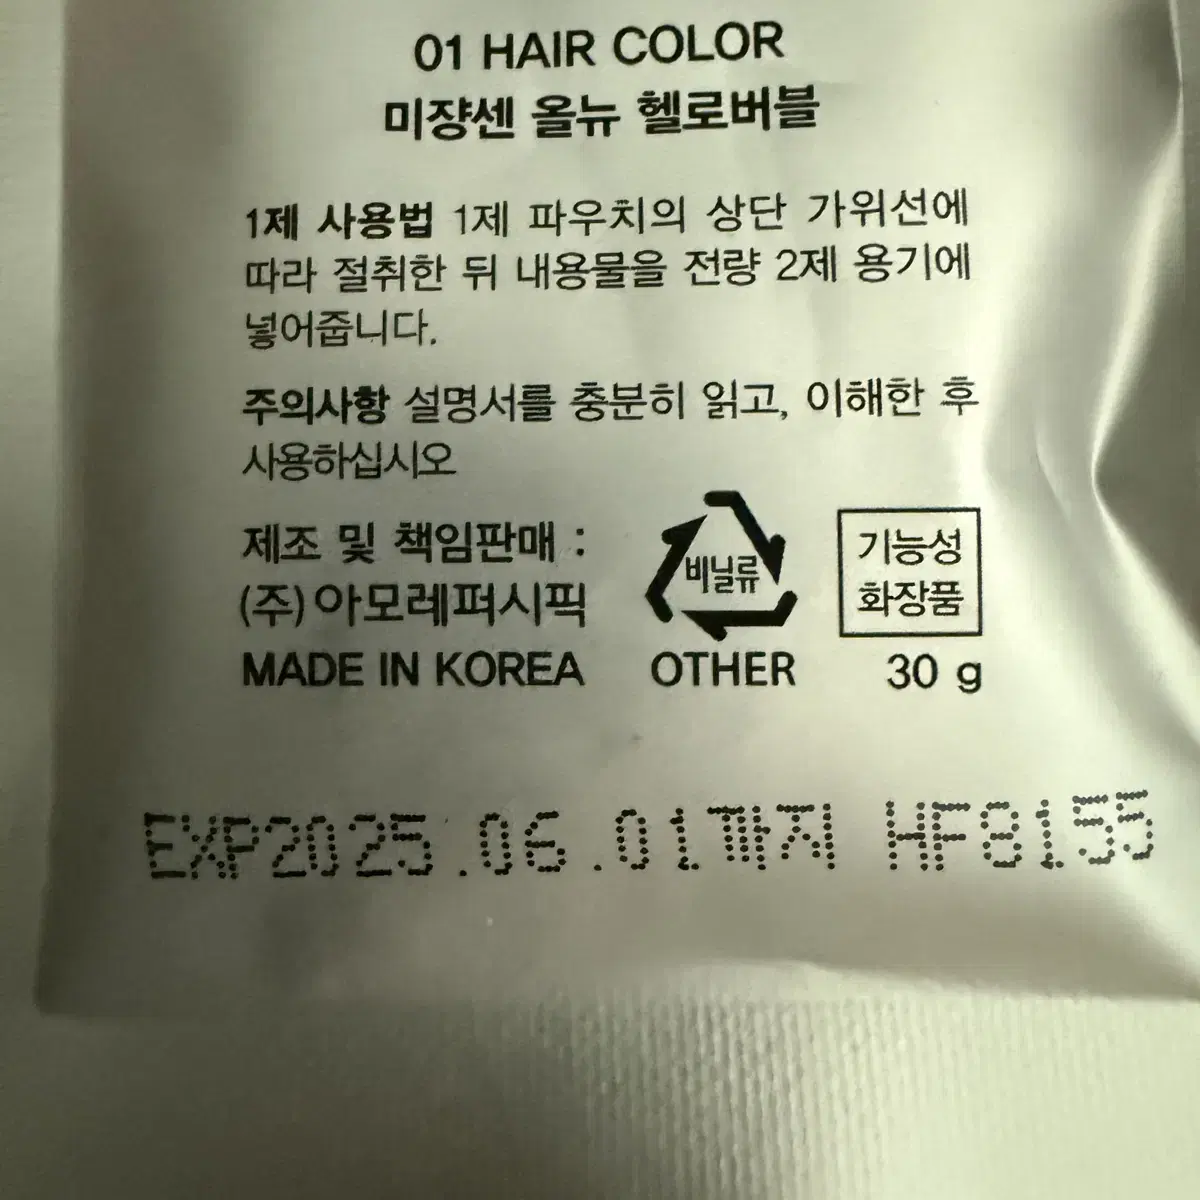 01 HAIR COLOR
미쟝센 올뉴 헬로버블
1제 사용법 1제 파우치의 상단 가위선에
따라 절취한 뒤 내용물을 전량 2제 용기에
넣어줍니다.
주의사항 설명서를 충분히 읽고, 이해한 후
사용하십시오
제조 및 책임판매 :
(주)아모레퍼시픽
MADE IN KOREA
비닐류
OTHER
기능성
화장품
30 g
EXP2025.06.01까지 HF8155